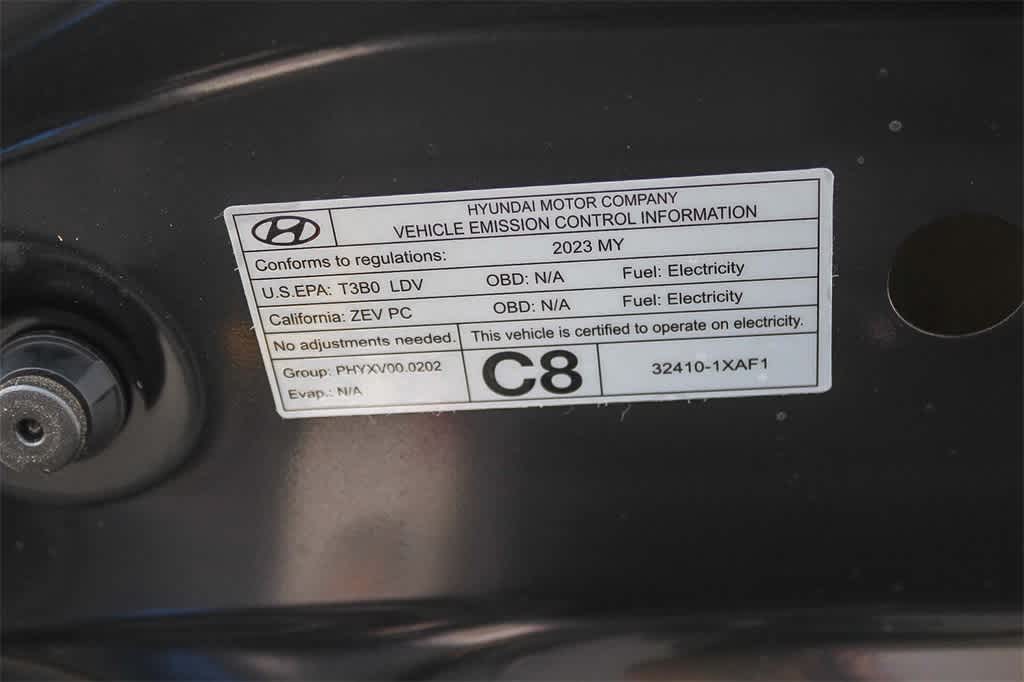 HYUNDAI MOTOR COMPANY
VEHICLE EMISSION CONTROL INFORMATION
Conforms to regulations: 2023 MY
U.S.EPA: T3B0 LDV OBD: N/A Fuel: Electricity
California: ZEV PC OBD: N/A Fuel: Electricity
No adjustments needed. This vehicle is certified to operate on electricity.
Group: PHYXV00.0202
Evap.: N/A
C8
32410-1XAF1